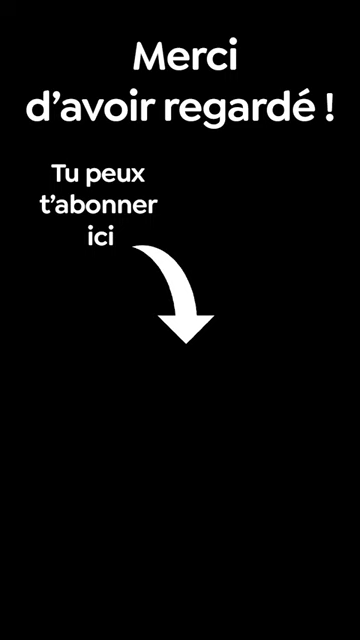 Merci
d’avoir regardé !
Tu peux
t’abonner
ici